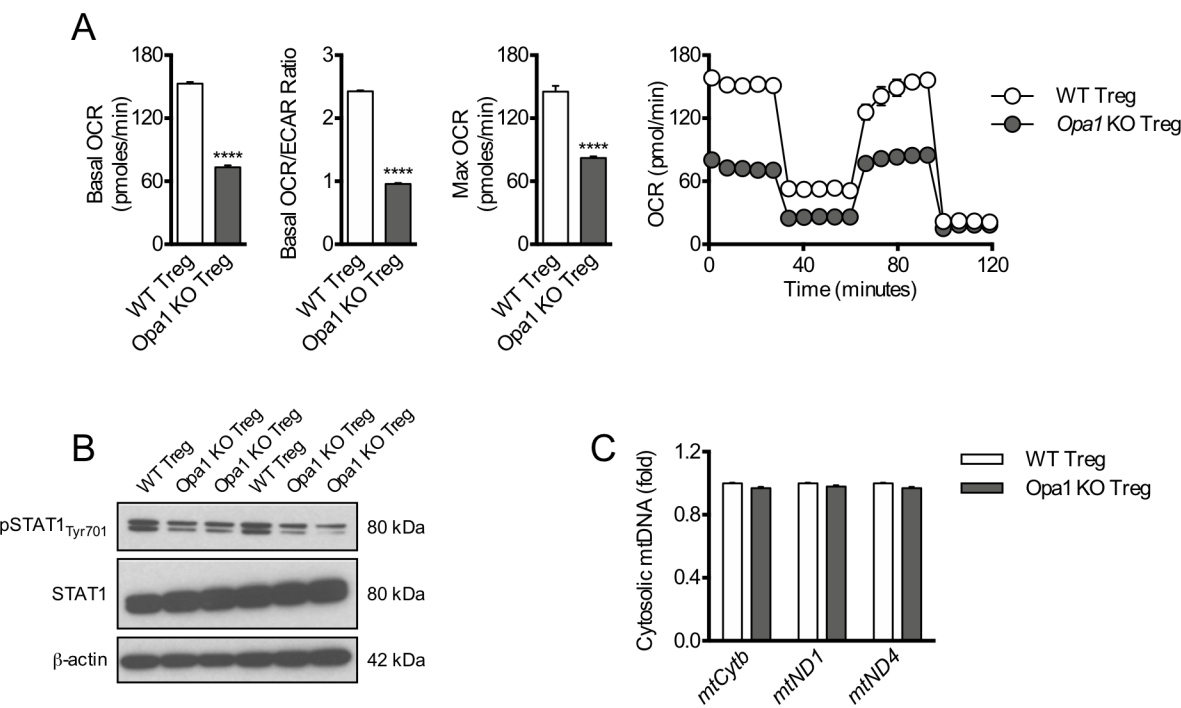 A
180
120
60
0
Basal OCR
(pmoles/min)
****
WT Treg
Opa1 KO Treg
3
2
1
0
Basal OCR/ECAR Ratio
****
WT Treg
Opa1 KO Treg
180
120
60
0
Max OCR
(pmoles/min)
****
WT Treg
Opa1 KO Treg
180
120
60
0
OCR (pmol/min)
0 40 80 120
Time (minutes)
WT Treg
Opa1 KO Treg
B
WT Treg
Opa1 KO Treg
Opa1 KO Treg
WT Treg
Opa1 KO Treg
Opa1 KO Treg
pSTAT1Tyr701 80 kDa
STAT1 80 kDa
β-actin 42 kDa
C
1.2
0.8
0.4
0.0
Cytosolic mtDNA (fold)
mtCytb
mtND1
mtND4
WT Treg
Opa1 KO Treg